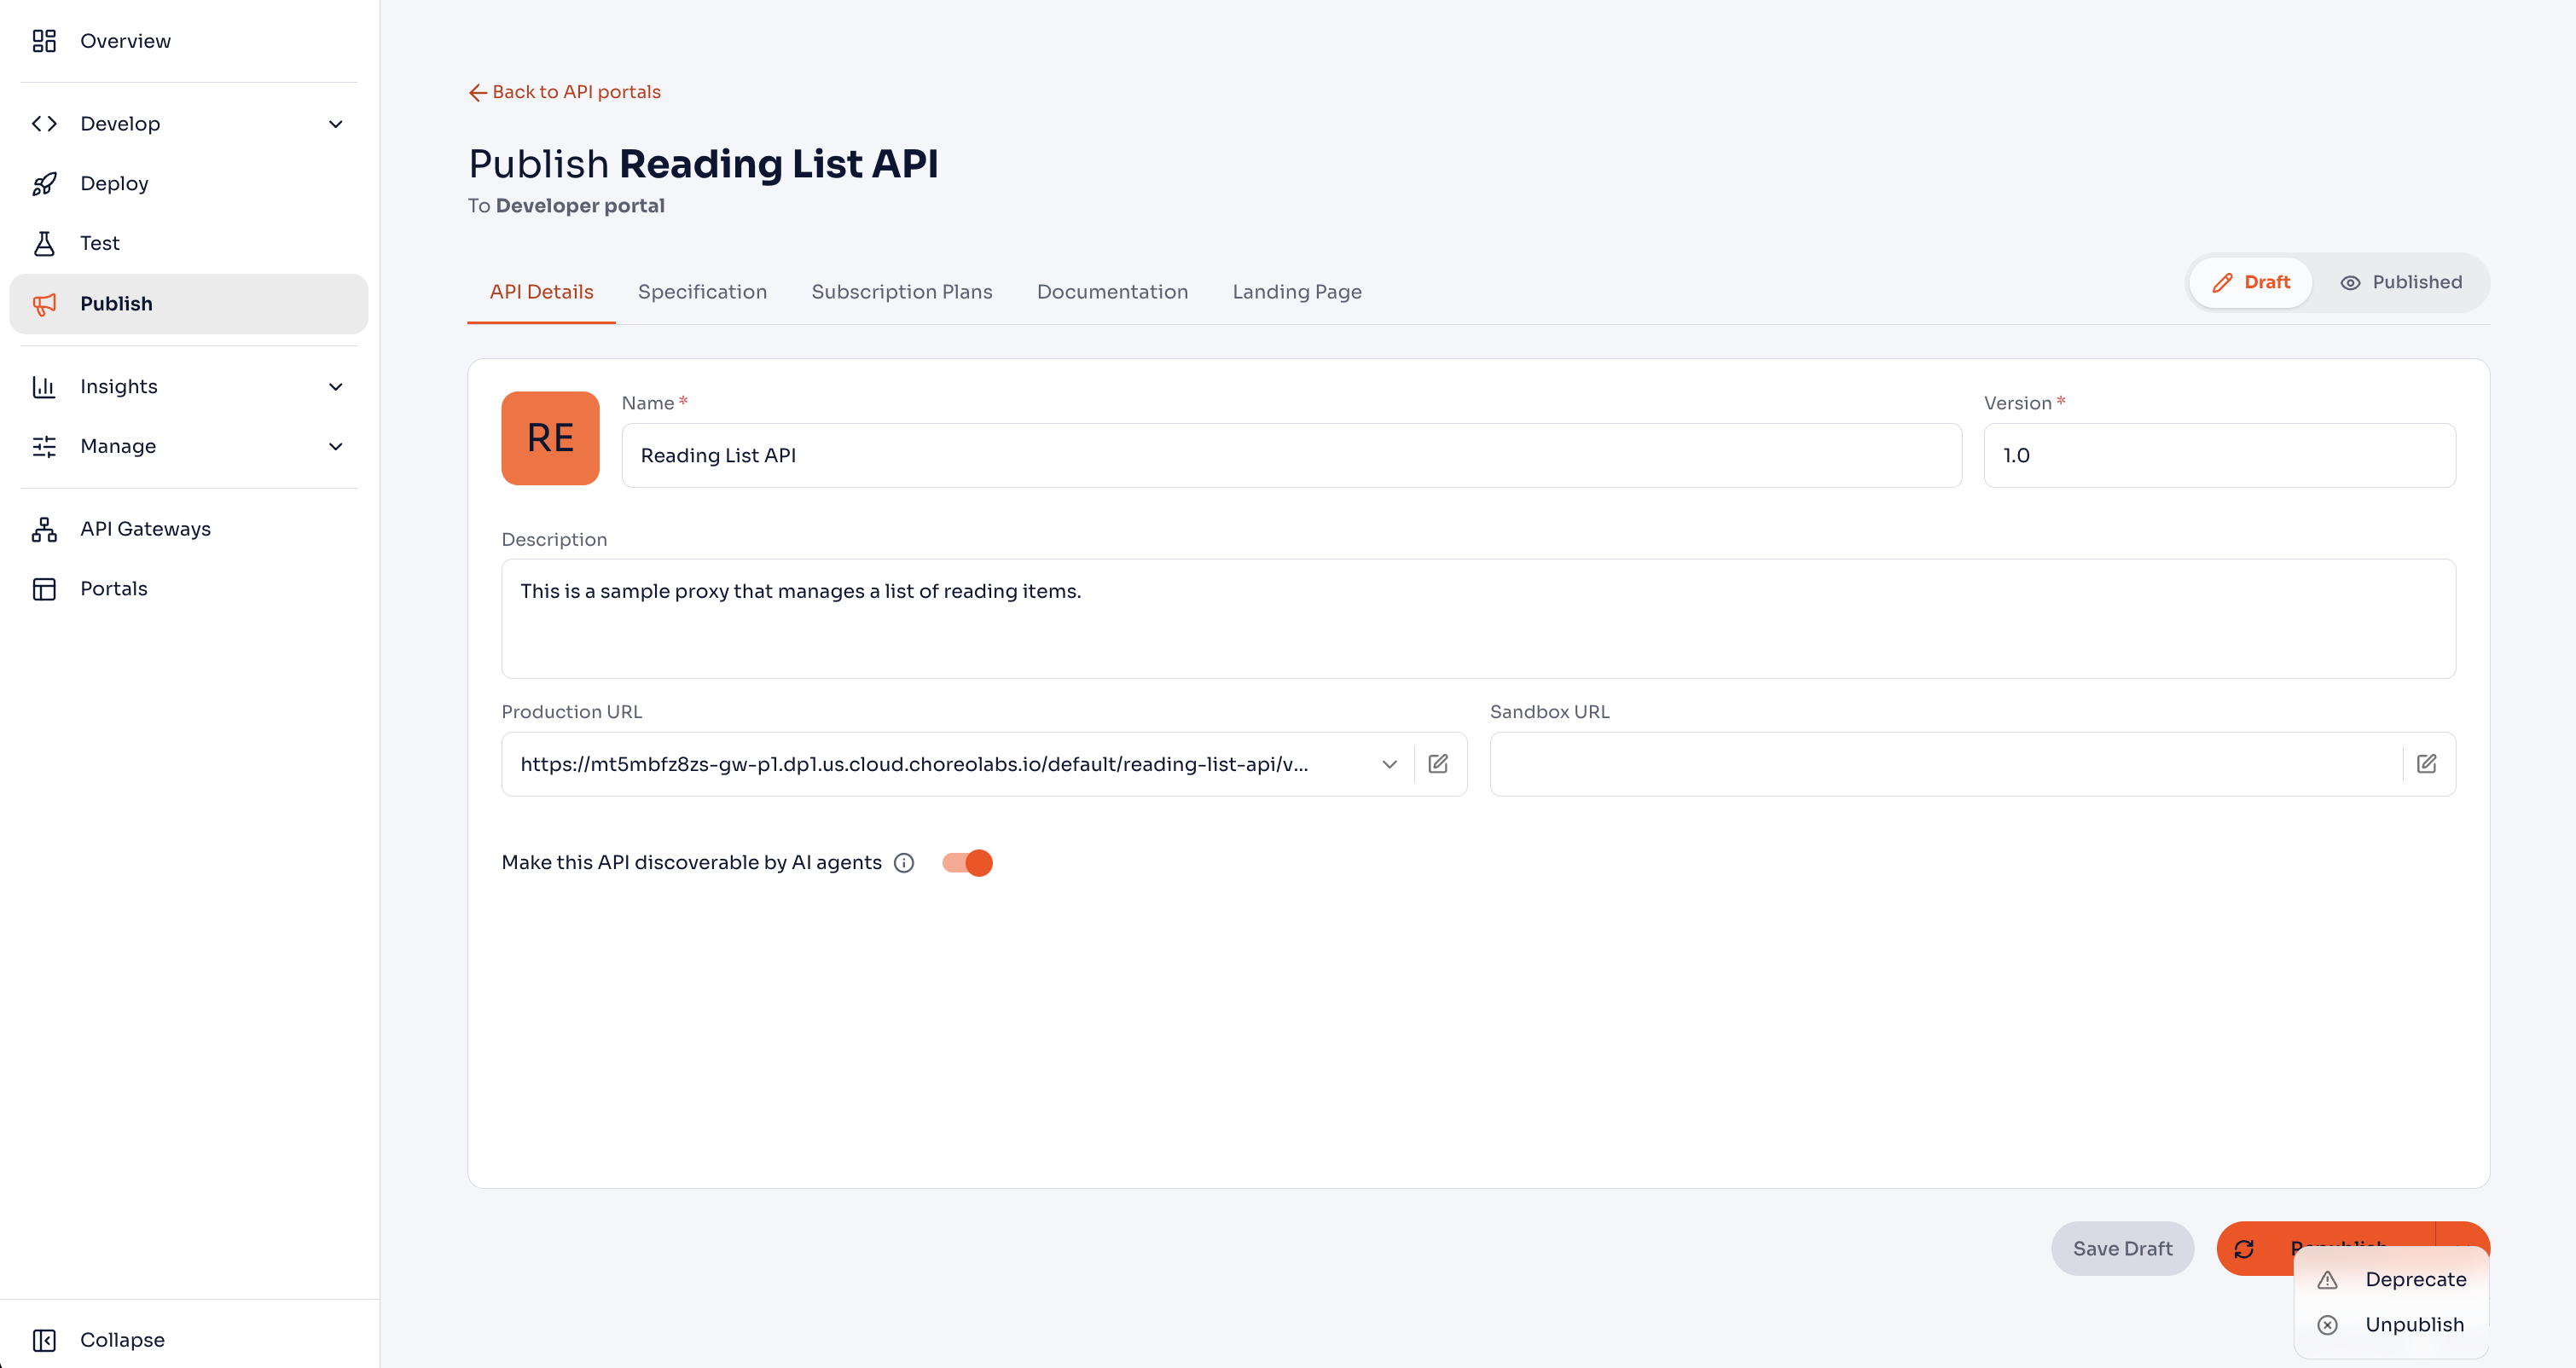 Overview
Develop
Deploy
Test
Publish
Insights
Manage
API Gateways
Portals
Collapse
Back to API portals
Publish Reading List API
To Developer portal
API Details
Specification
Subscription Plans
Documentation
Landing Page
Draft
Published
RE
Name *
Reading List API
Version *
1.0
Description
This is a sample proxy that manages a list of reading items.
Production URL
https://mt5mbfz8zs-gw-p1.dp1.us.cloud.choreolabs.io/default/reading-list-api/v...
Sandbox URL
Make this API discoverable by AI agents
Save Draft
Republish
Deprecate
Unpublish